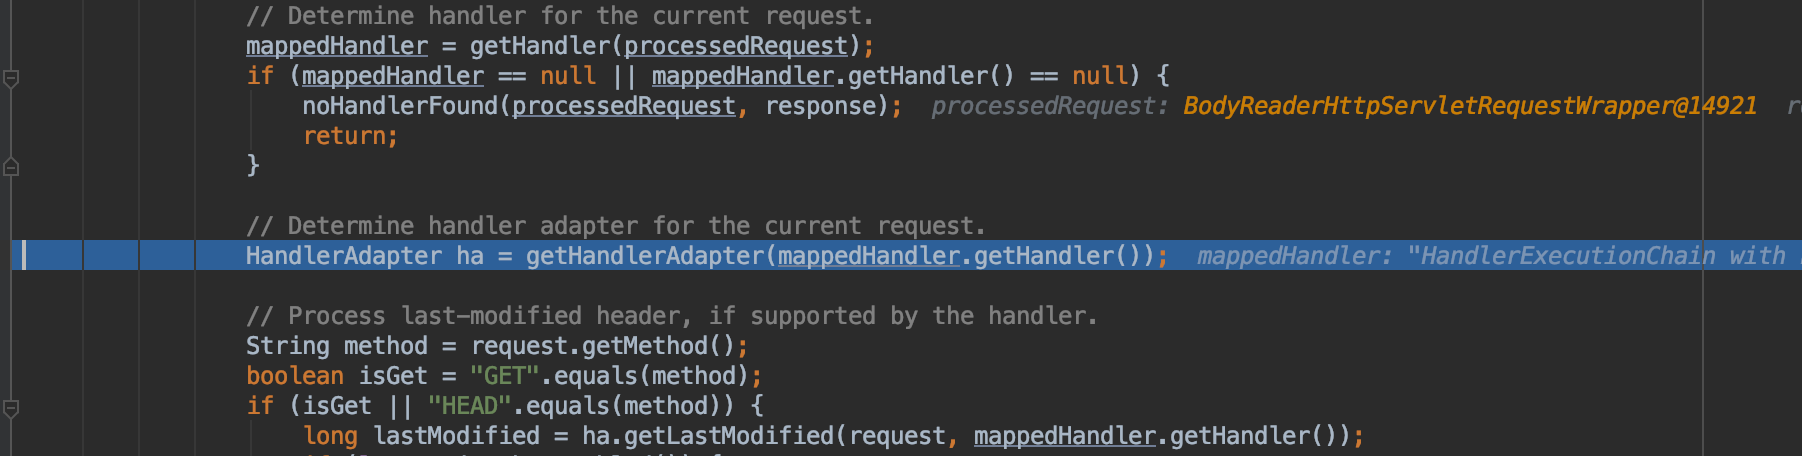 // Determine handler for the current request.
mappedHandler = getHandler(processedRequest);
if (mappedHandler == null || mappedHandler.getHandler() == null) {
noHandlerFound(processedRequest, response);  processedRequest: BodyReaderHttpServletRequestWrapper@14921
return;
}
// Determine handler adapter for the current request.
HandlerAdapter ha = getHandlerAdapter(mappedHandler.getHandler());  mappedHandler: "HandlerExecutionChain with
// Process last-modified header, if supported by the handler.
String method = request.getMethod();
boolean isGet = "GET".equals(method);
if (isGet || "HEAD".equals(method)) {
long lastModified = ha.getLastModified(request, mappedHandler.getHandler());